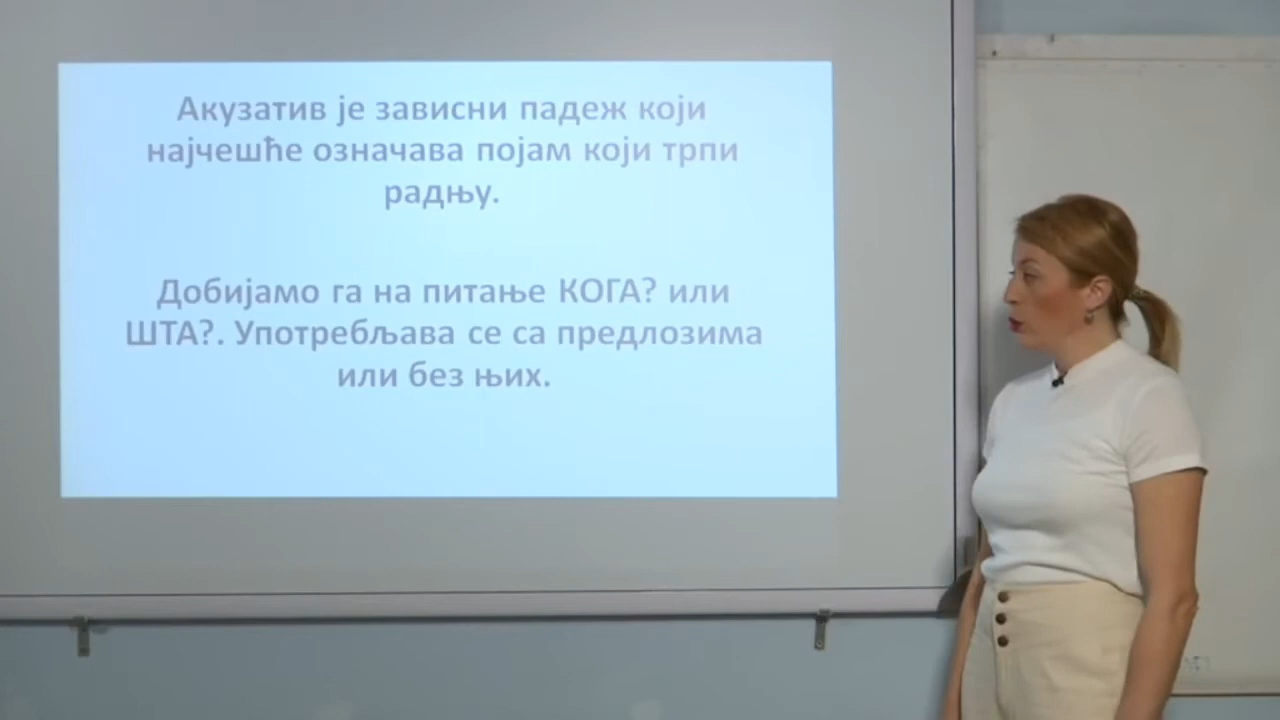 Акузатив је зависни падеж који
најчешће означава појам који трпи
радњу.
Добијамо га на питање КОГА? или
ШТА?. Употребљава се са предлозима
или без њих.